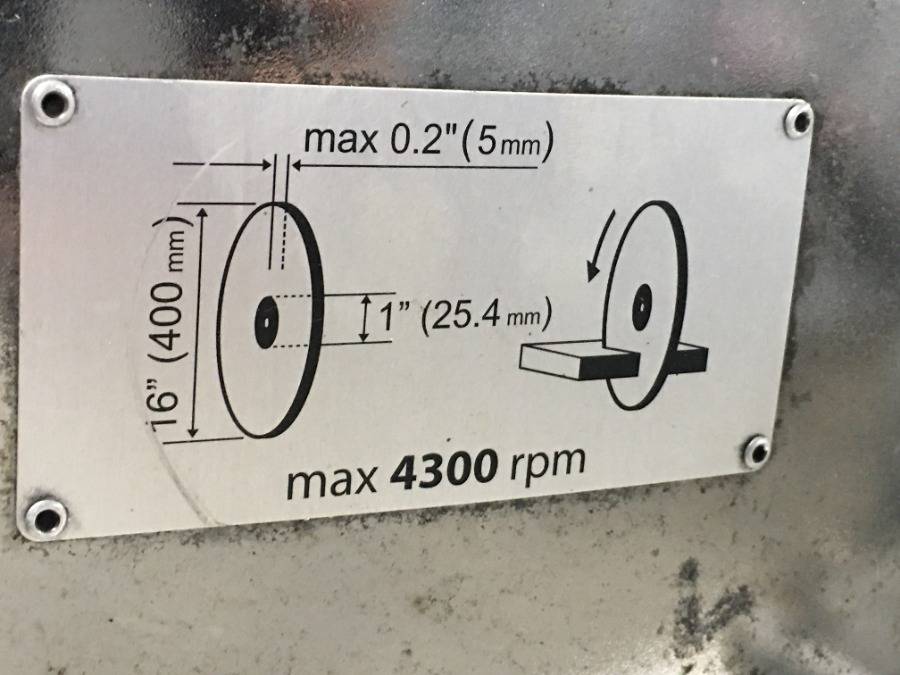 max 0.2" (5mm)
16” (400 mm)
1” (25.4 mm)
max 4300 rpm